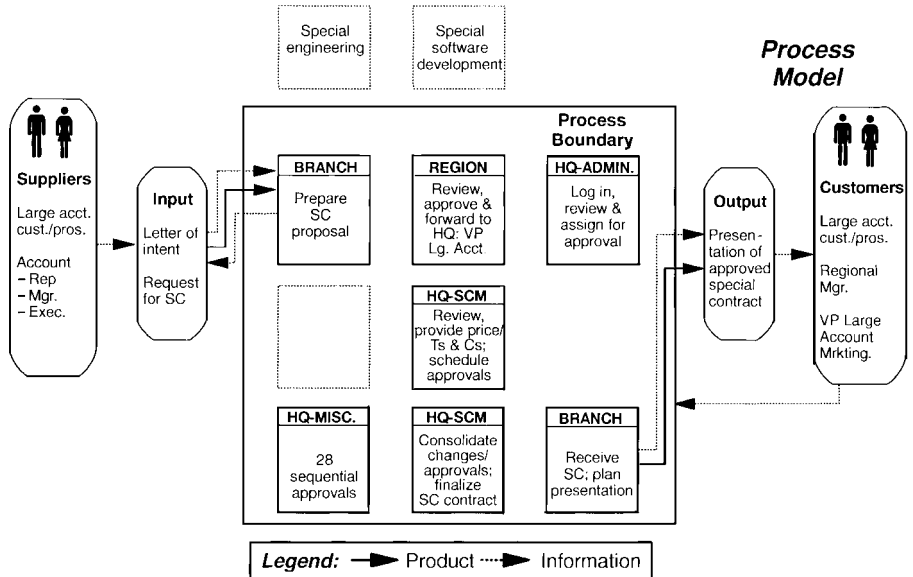 Special
engineering
Special
software
development
Process
Model
Suppliers
Large acct.
cust./pros.
Account
– Rep
– Mgr.
– Exec.
Input
Letter of
intent
Request
for SC
Process
Boundary
BRANCH
Prepare
SC
proposal
REGION
Review,
approve &
forward to
HQ: VP
Lg. Acct.
HQ-ADMIN.
Log in,
review &
assign for
approval
HQ-SCM
Review,
provide price/
Ts & Cs;
schedule
approvals
HQ-MISC.
28
sequential
approvals
HQ-SCM
Consolidate
changes/
approvals;
finalize
SC contract
BRANCH
Receive
SC; plan
presentation
Output
Presen-
tation of
approved
special
contract
Customers
Large acct.
cust./pros.
Regional
Mgr.
VP Large
Account
Mrkting.
Legend: Product Information